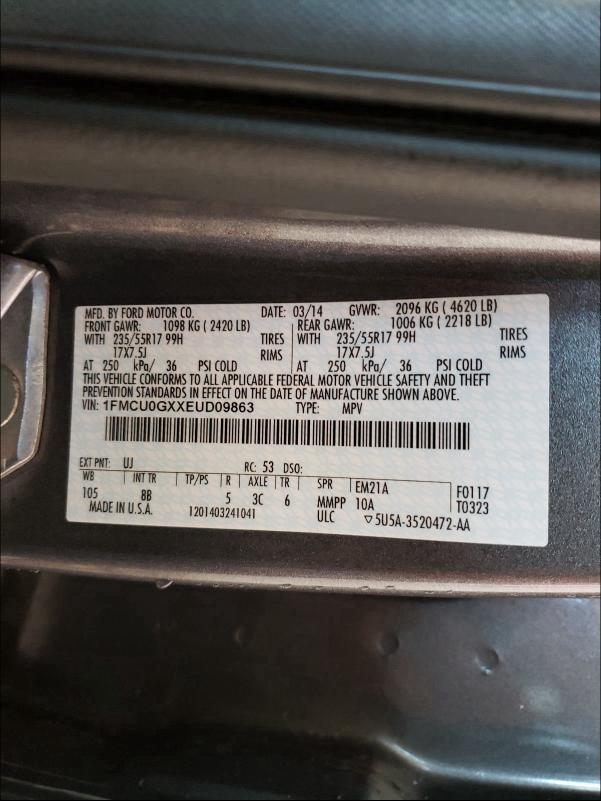 MFD. BY FORD MOTOR CO. DATE: 03/14 GVWR: 2096 KG ( 4620 LB)
FRONT GAWR: 1098 KG ( 2420 LB) REAR GAWR: 1006 KG ( 2218 LB)
WITH 235/55R17 99H TIRES WITH 235/55R17 99H TIRES
17X7.5J RIMS 17X7.5J RIMS
AT 250 kPa/ 36 PSI COLD AT 250 kPa/ 36 PSI COLD
THIS VEHICLE CONFORMS TO ALL APPLICABLE FEDERAL MOTOR VEHICLE SAFETY AND THEFT
PREVENTION STANDARDS IN EFFECT ON THE DATE OF MANUFACTURE SHOWN ABOVE.
VIN: 1FMCU0GXXEUD09863 TYPE: MPV
EXT PNT: UJ RC: 53 DSO:
WB INT TR TP/PS R AXLE TR SPR EM21A F0117
105 8B 5 3C 6 MMPP 10A T0323
MADE IN U.S.A. 1201403241041 ULC ▽5U5A-3520472-AA